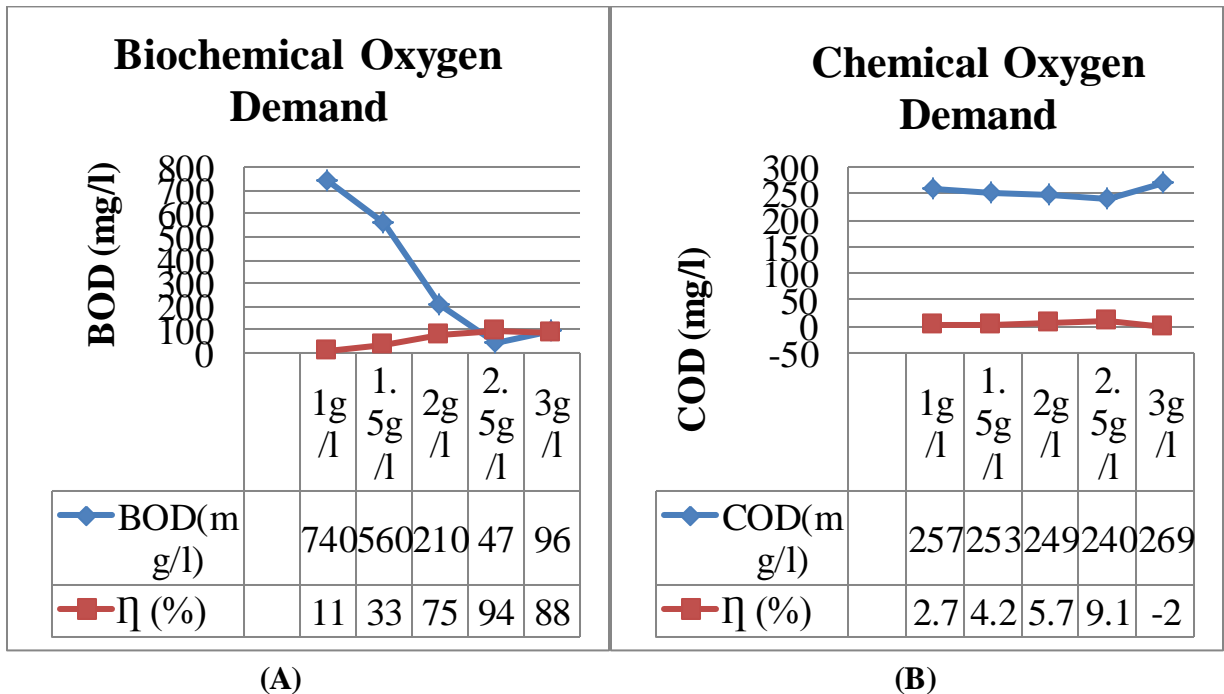 Biochemical Oxygen
Demand
BOD (mg/l)
800
700
600
500
400
300
200
100
0
1g
/l
1.
5g
/l
2g
/l
2.
5g
/l
3g
/l
BOD(m
g/l)
740 560 210 47 96
Ƞ (%)
11 33 75 94 88
(A)
Chemical Oxygen
Demand
COD (mg/l)
300
250
200
150
100
50
0
-50
1g
/l
1.
5g
/l
2g
/l
2.
5g
/l
3g
/l
COD(m
g/l)
257 253 249 240 269
Ƞ (%)
2.7 4.2 5.7 9.1 -2
(B)